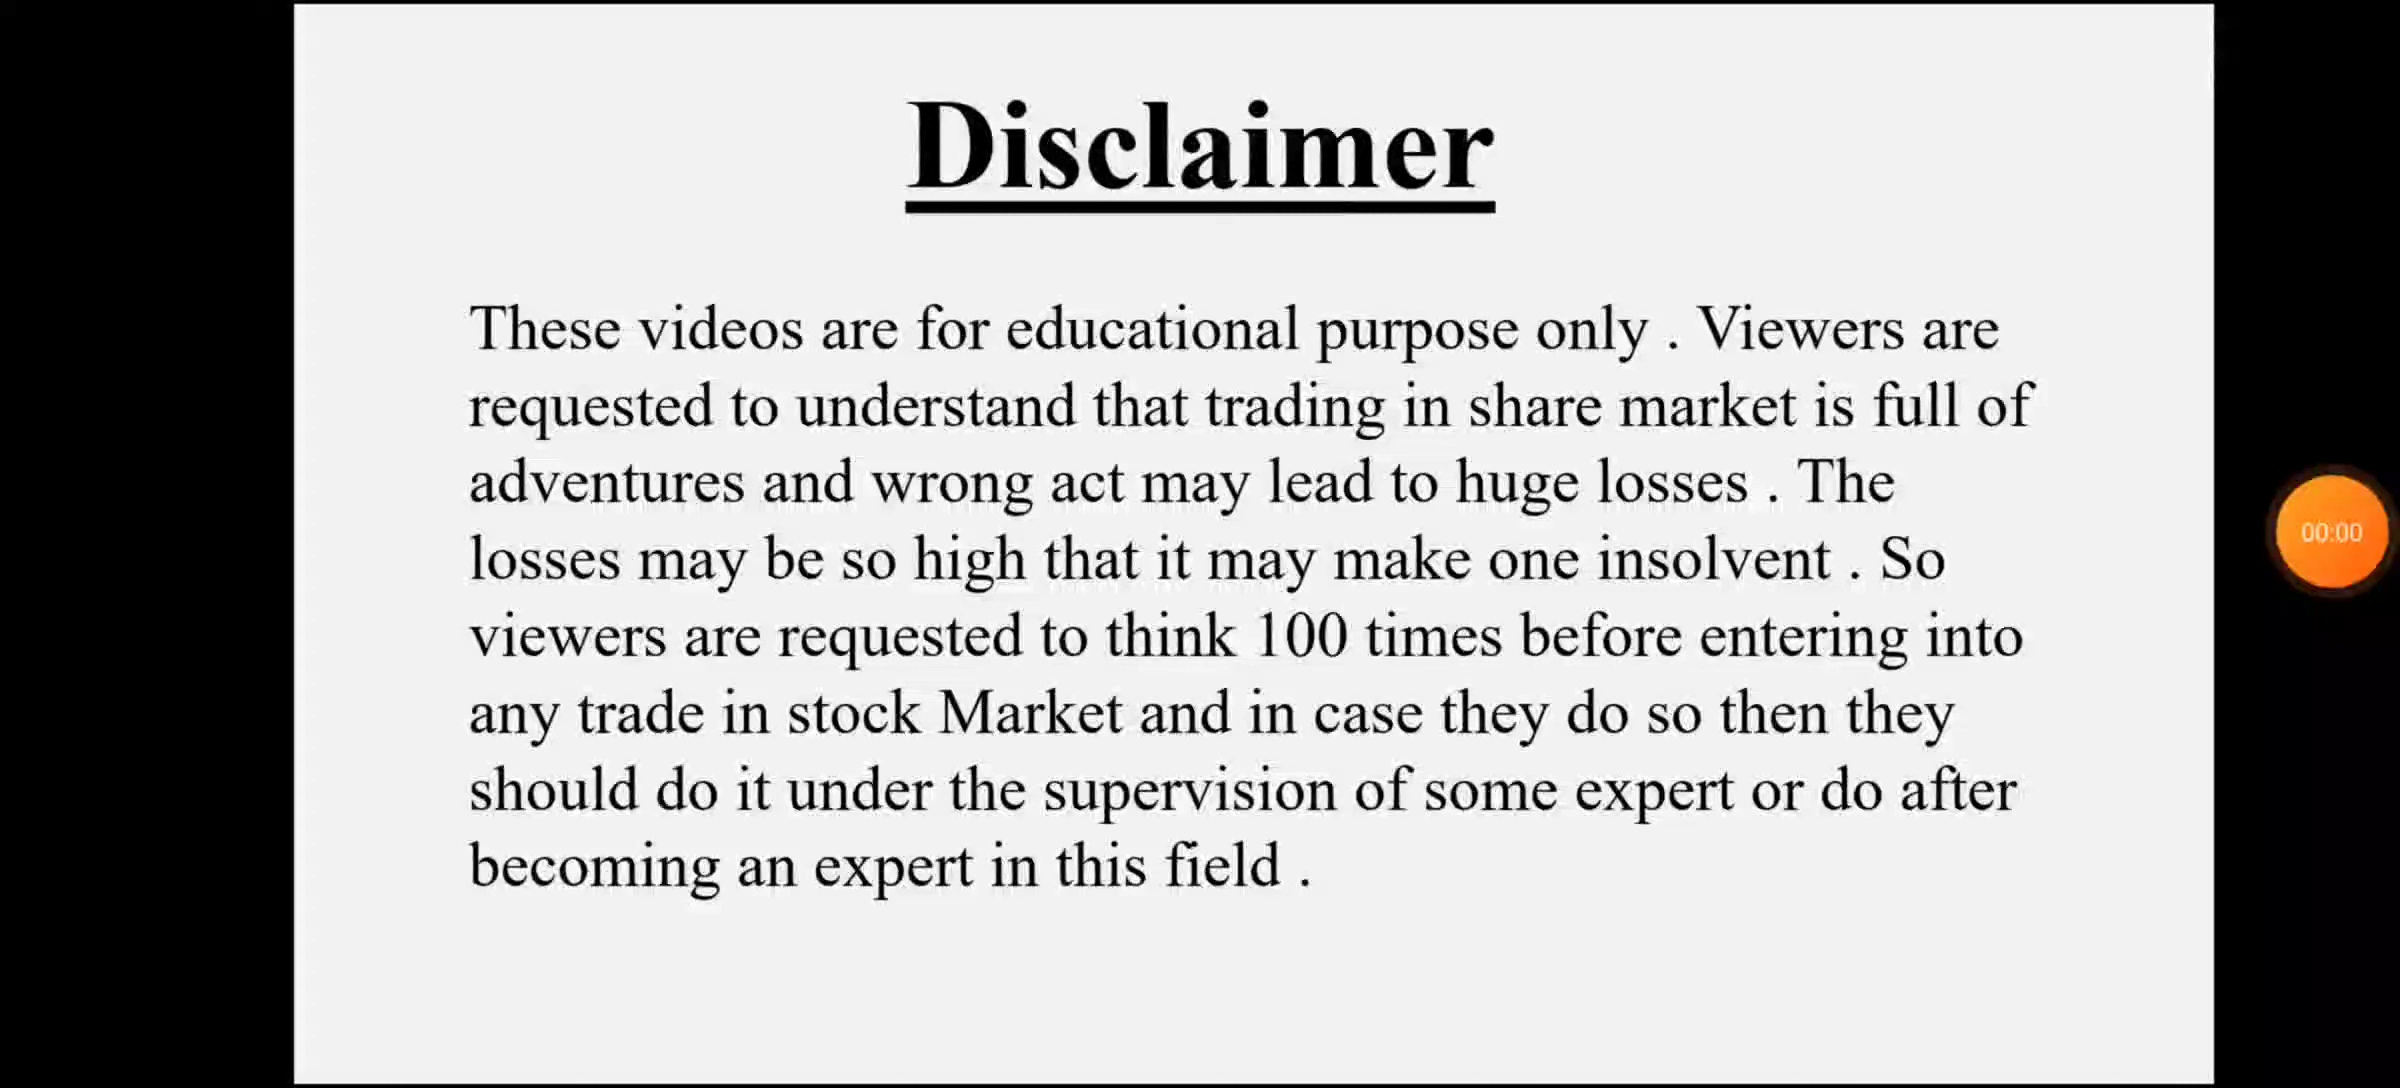 Disclaimer
These videos are for educational purpose only . Viewers are
requested to understand that trading in share market is full of
adventures and wrong act may lead to huge losses . The
losses may be so high that it may make one insolvent . So
viewers are requested to think 100 times before entering into
any trade in stock Market and in case they do so then they
should do it under the supervision of some expert or do after
becoming an expert in this field .
00:00